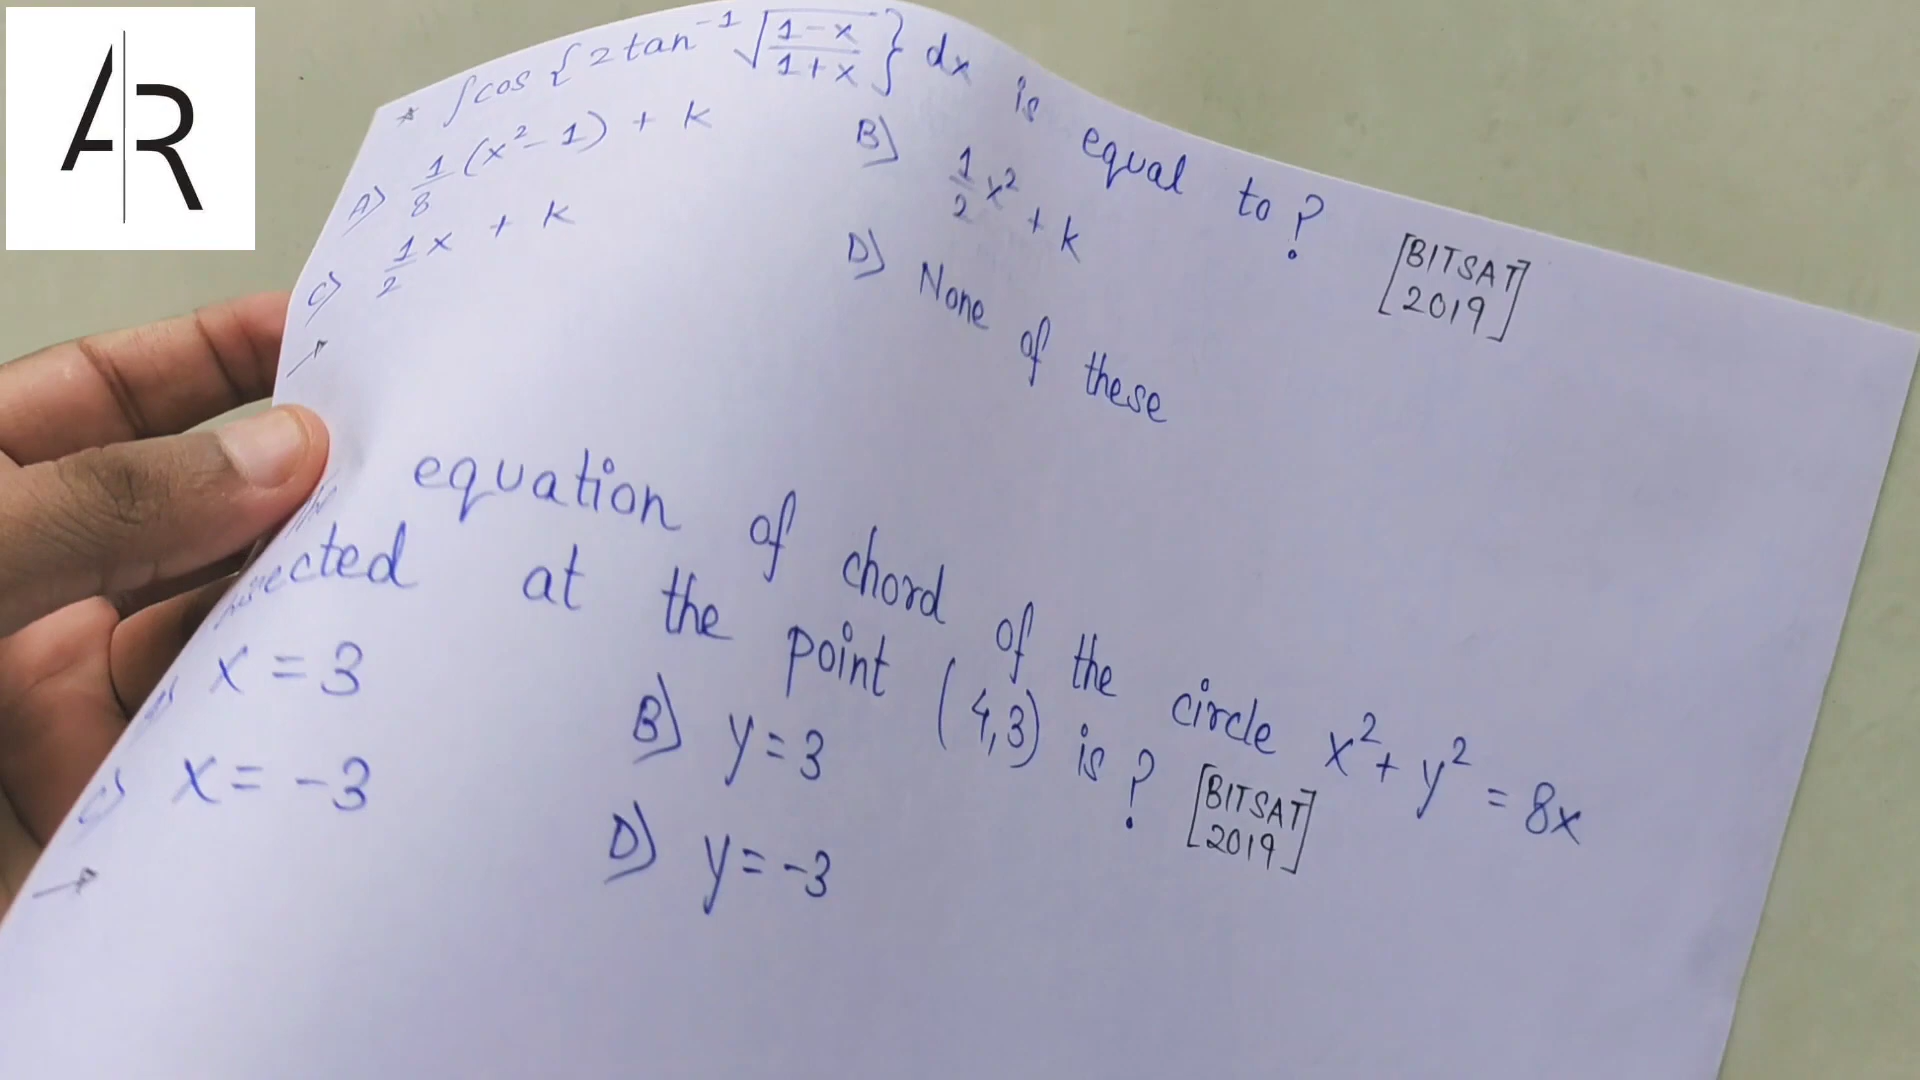 AR
* ∫cos {2 tan⁻¹ √(1-x / 1+x)} dx is equal to?
A) 1/8 (x²-1) + k B) 1/2 x² + k [BITSAT 2019]
C) 1/2 x + k D) None of these
equation of chord of the circle x² + y² = 8x
at the point (4,3) is? [BITSAT 2019]
x = 3 B) y = 3
C) x = -3 D) y = -3